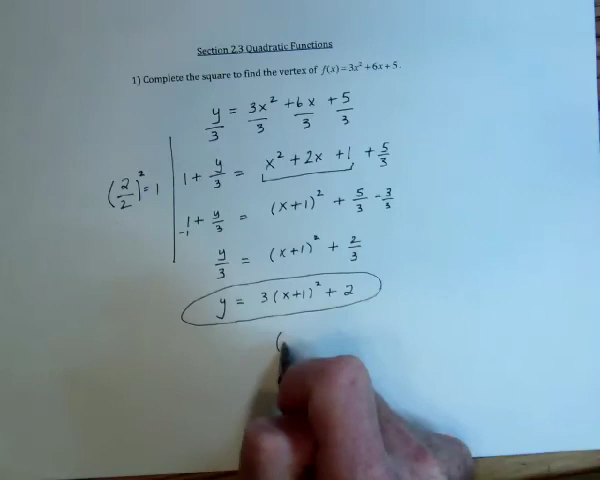 Section 2.3 Quadratic Functions
1) Complete the square to find the vertex of f(x) = 3x² + 6x + 5.
y/3 = 3x²/3 + 6x/3 + 5/3
(2/2)² = 1 | 1 + y/3 = x² + 2x + 1 + 5/3
1 - 1 + y/3 = (x+1)² + 5/3 - 3/3
y/3 = (x+1)² + 2/3
y = 3(x+1)² + 2
(